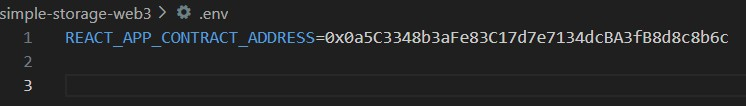 simple-storage-web3 > .env
1 REACT_APP_CONTRACT_ADDRESS=0x0a5C3348b3aFe83C17d7e7134dcBA3fB8d8c8b6c
2
3